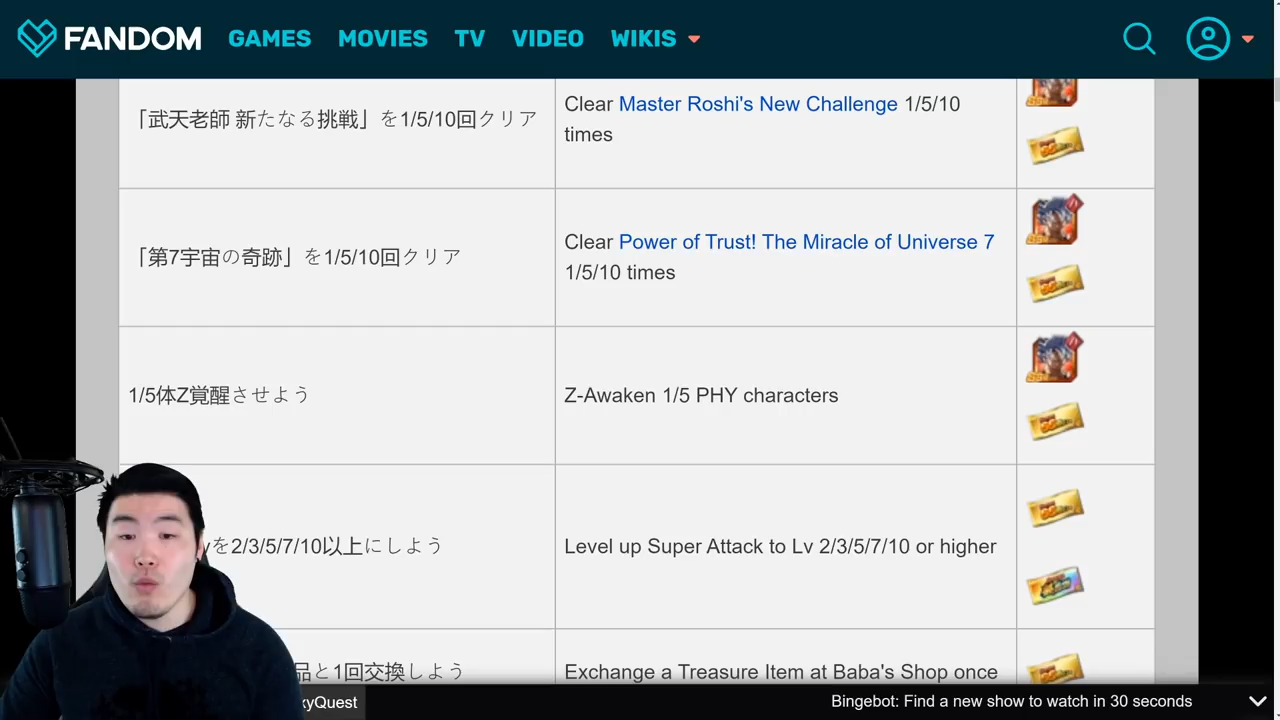 FANDOM GAMES MOVIES TV VIDEO WIKIS
「武天老師 新たなる挑戦」を1/5/10回クリア
Clear Master Roshi's New Challenge 1/5/10
times
「第7宇宙の奇跡」を1/5/10回クリア
Clear Power of Trust! The Miracle of Universe 7
1/5/10 times
1/5体Z覚醒させよう
Z-Awaken 1/5 PHY characters
yを2/3/5/7/10以上にしよう
Level up Super Attack to Lv 2/3/5/7/10 or higher
品と1回交換しよう
Exchange a Treasure Item at Baba's Shop once
xyQuest
Bingebot: Find a new show to watch in 30 seconds